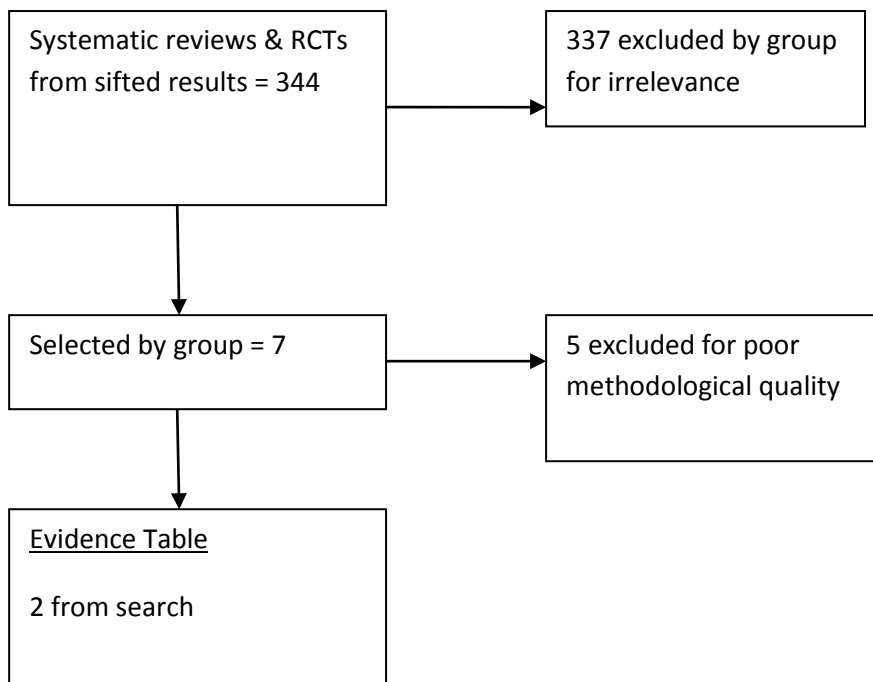 Systematic reviews & RCTs
from sifted results = 344
337 excluded by group
for irrelevance
Selected by group = 7
5 excluded for poor
methodological quality
Evidence Table
2 from search